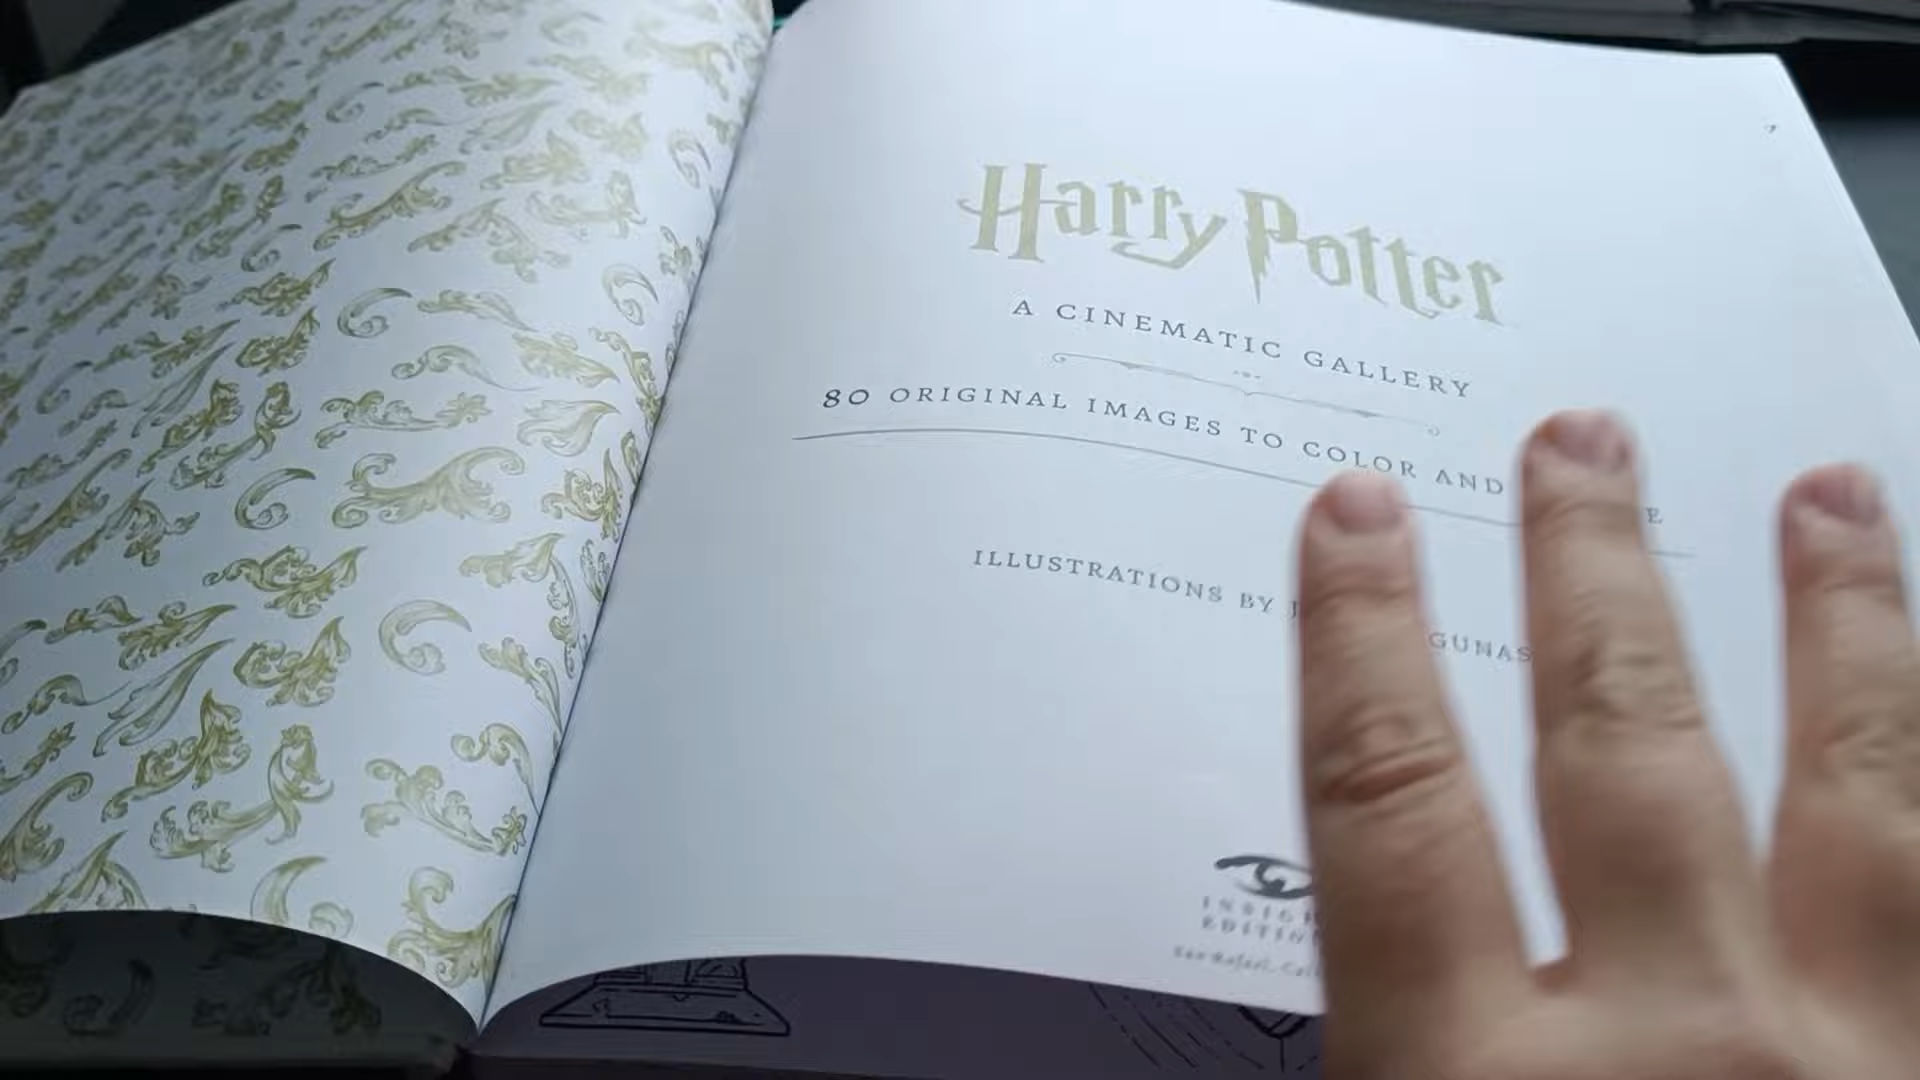 Harry Potter
A CINEMATIC GALLERY
80 ORIGINAL IMAGES TO COLOR AND
ILLUSTRATIONS BY